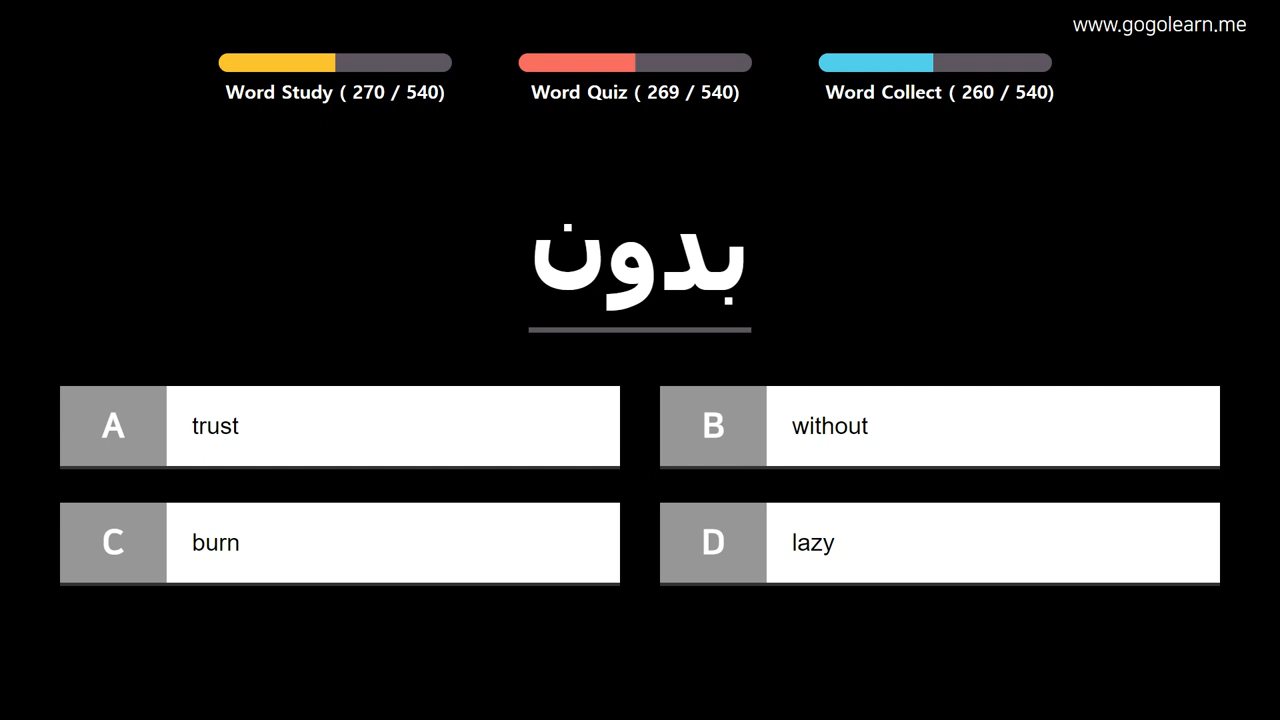 www.gogolearn.me
Word Study ( 270 / 540)
Word Quiz ( 269 / 540)
Word Collect ( 260 / 540)
بدون
A trust
B without
C burn
D lazy